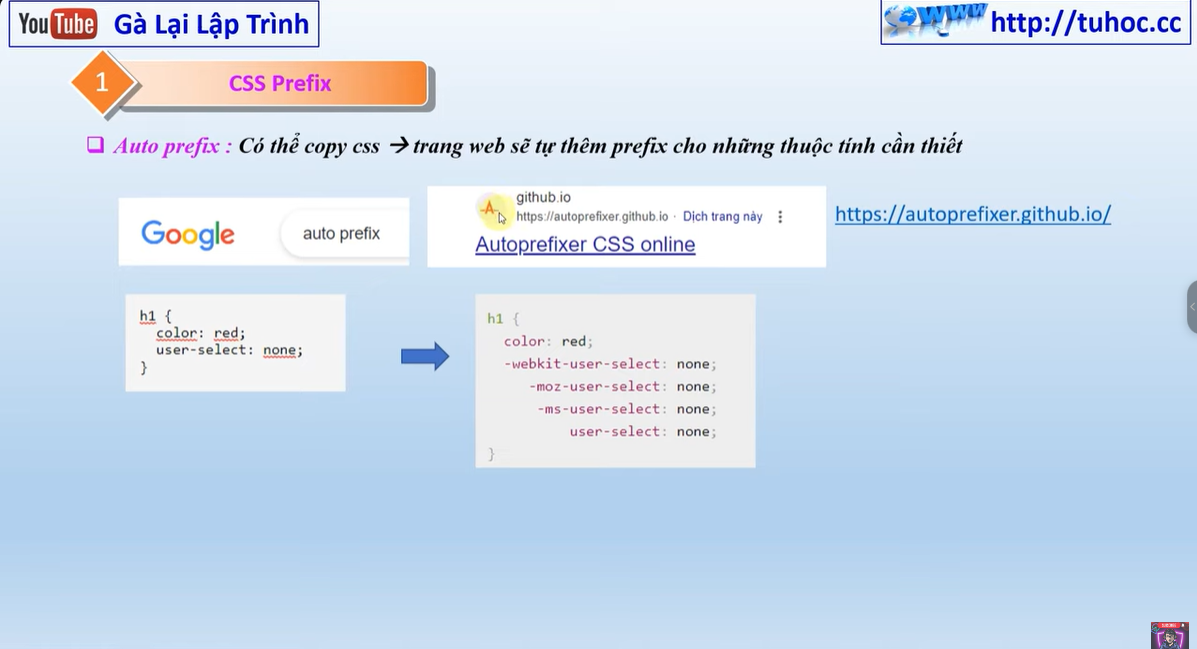 YouTube Gà Lại Lập Trình
WWW http://tuhoc.cc
1 CSS Prefix
Auto prefix : Có thể copy css → trang web sẽ tự thêm prefix cho những thuộc tính cần thiết
Google auto prefix
github.io
https://autoprefixer.github.io · Dịch trang này
Autoprefixer CSS online
https://autoprefixer.github.io/
h1 {
color: red;
user-select: none;
}
h1 {
color: red;
-webkit-user-select: none;
-moz-user-select: none;
-ms-user-select: none;
user-select: none;
}